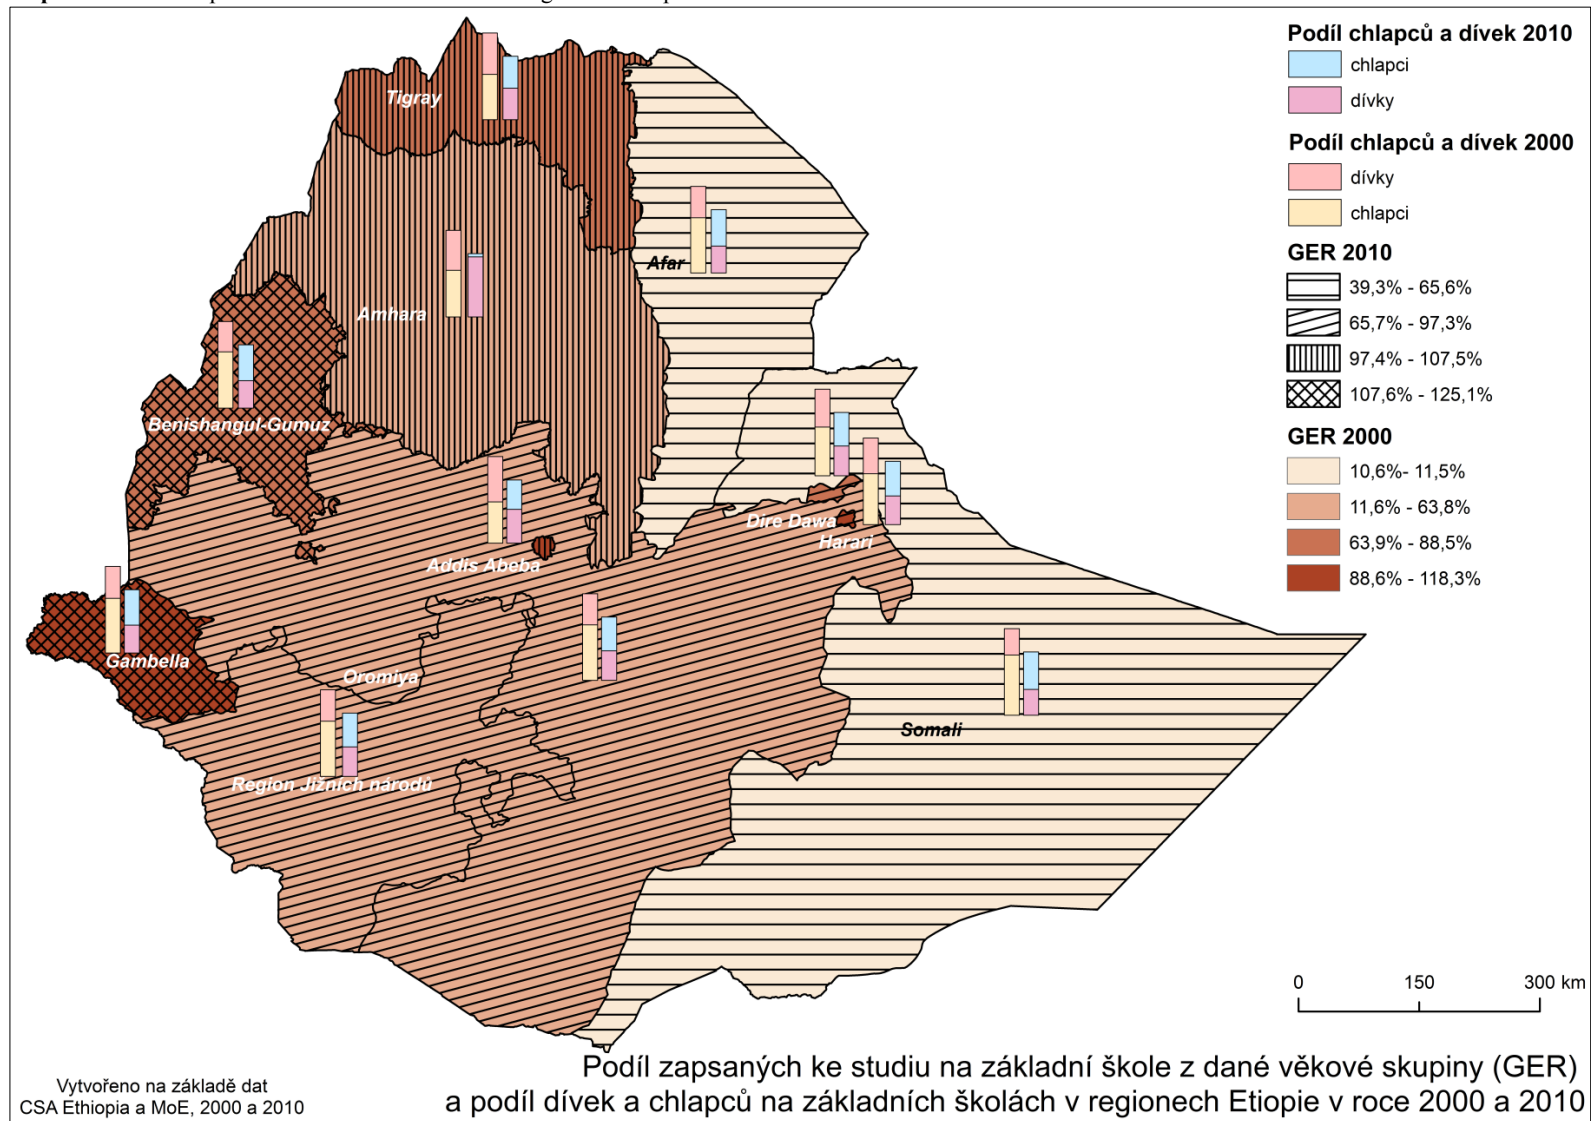 Podíl chlapců a dívek 2010
chlapci
dívky
Podíl chlapců a dívek 2000
dívky
chlapci
GER 2010
39,3% - 65,6%
65,7% - 97,3%
97,4% - 107,5%
107,6% - 125,1%
GER 2000
10,6%- 11,5%
11,6% - 63,8%
63,9% - 88,5%
88,6% - 118,3%
Tigray
Afar
Amhara
Benishangul-Gumuz
Dire Dawa
Harari
Addis Abeba
Gambella
Oromiya
Somali
Region Jižních národů
0 150 300 km
Podíl zapsaných ke studiu na základní škole z dané věkové skupiny (GER)
a podíl dívek a chlapců na základních školách v regionech Etiopie v roce 2000 a 2010
Vytvořeno na základě dat
CSA Ethiopia a MoE, 2000 a 2010